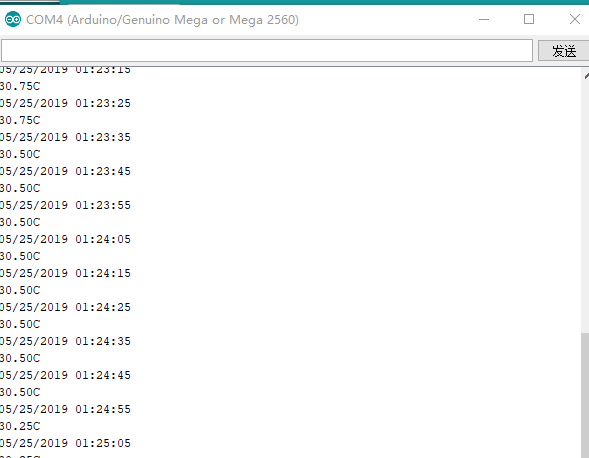 COM4 (Arduino/Genuino Mega or Mega 2560)
发送
05/25/2019 01:23:15
30.75C
05/25/2019 01:23:25
30.75C
05/25/2019 01:23:35
30.50C
05/25/2019 01:23:45
30.50C
05/25/2019 01:23:55
30.50C
05/25/2019 01:24:05
30.50C
05/25/2019 01:24:15
30.50C
05/25/2019 01:24:25
30.50C
05/25/2019 01:24:35
30.50C
05/25/2019 01:24:45
30.50C
05/25/2019 01:24:55
30.25C
05/25/2019 01:25:05